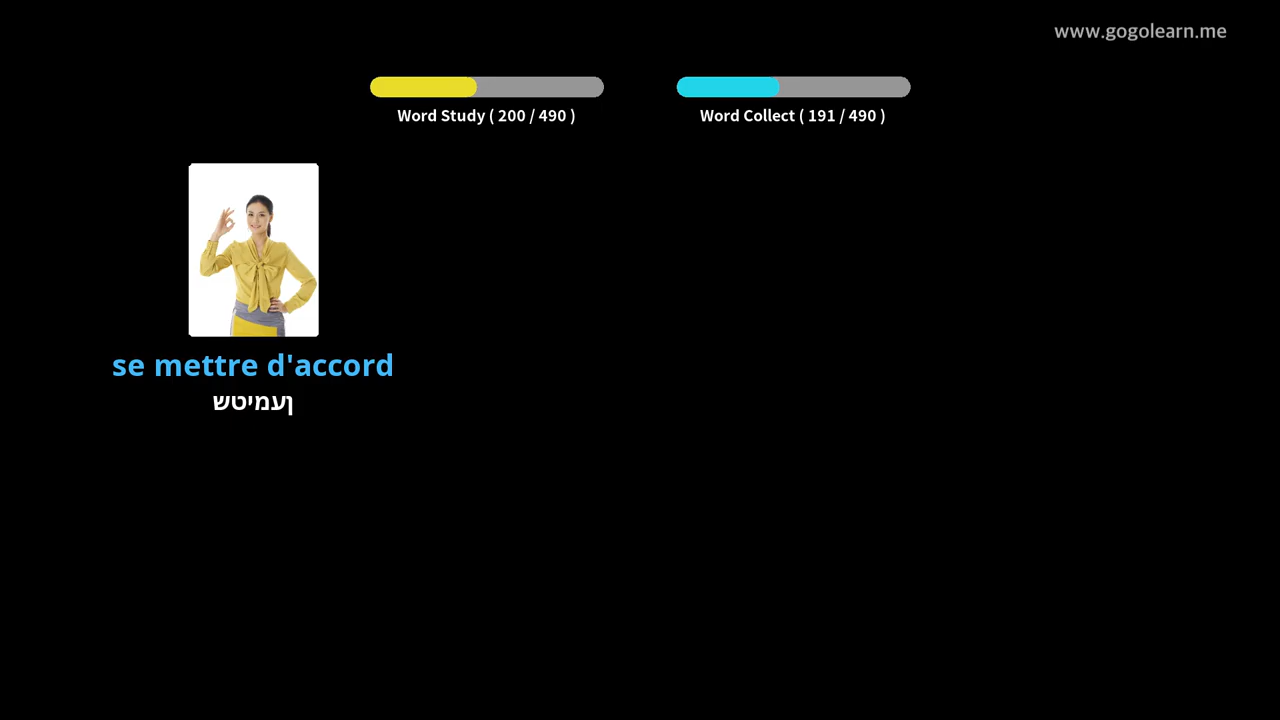 www.gogolearn.me
Word Study ( 200 / 490 )
Word Collect ( 191 / 490 )
se mettre d'accord
ןעמיטש